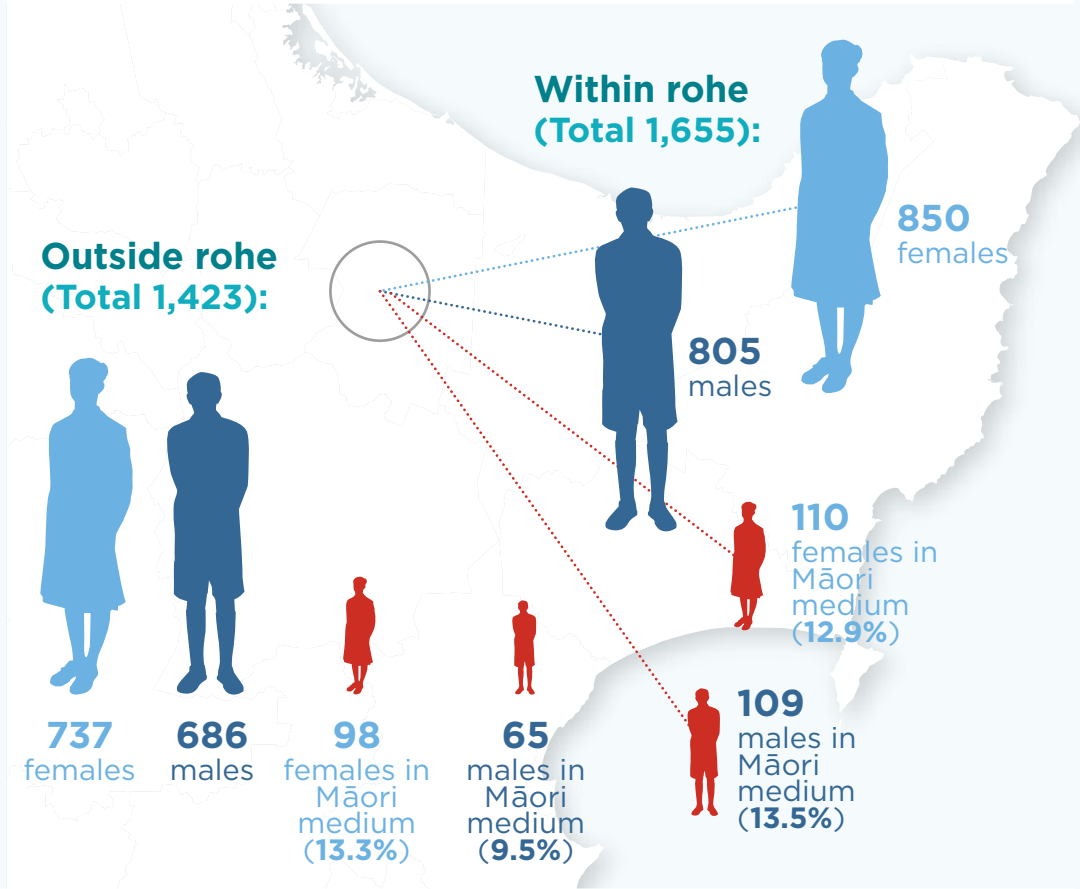 Within rohe
(Total 1,655):
850
females
805
males
110
females in
Māori
medium
(12.9%)
109
males in
Māori
medium
(13.5%)
Outside rohe
(Total 1,423):
737
females
686
males
98
females in
Māori
medium
(13.3%)
65
males in
Māori
medium
(9.5%)